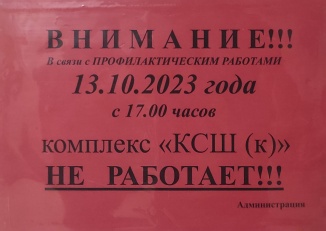 ВНИМАНИЕ!!!
В связи с ПРОФИЛАКТИЧЕСКИМ РАБОТАМИ
13.10.2023 года
с 17.00 часов
комплекс «КСШ (к)»
НЕ РАБОТАЕТ!!!
Администрация